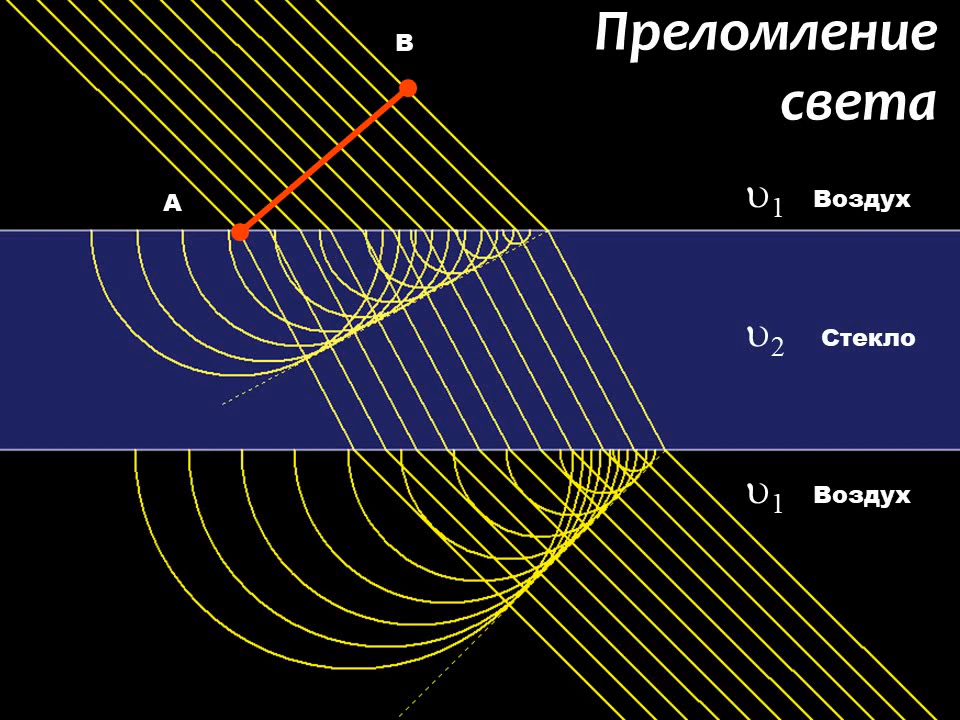 Преломление
света
B
A
υ1 Воздух
υ2 Стекло
υ1 Воздух